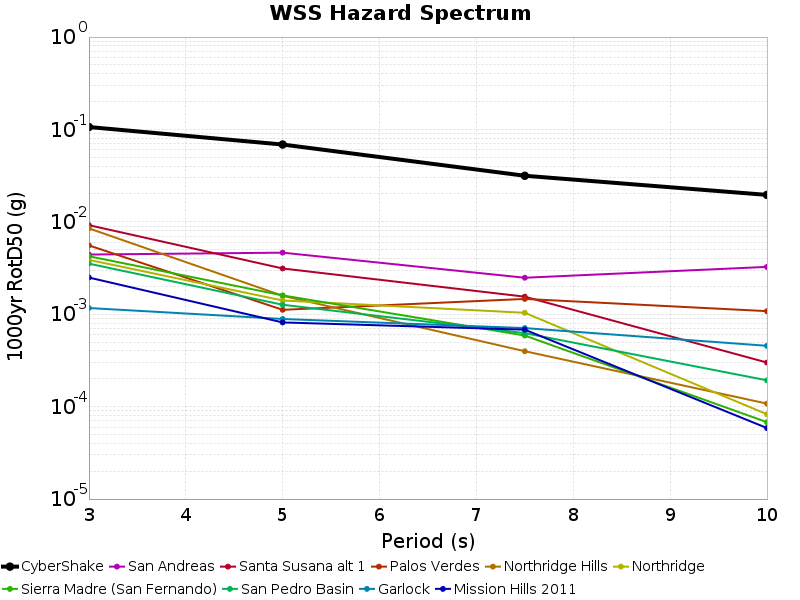 WSS Hazard Spectrum
1000yr RotD50 (g)
10^0
10^-1
10^-2
10^-3
10^-4
10^-5
3 4 5 6 7 8 9 10
Period (s)
CyberShake San Andreas Santa Susana alt 1 Palos Verdes Northridge Hills Northridge
Sierra Madre (San Fernando) San Pedro Basin Garlock Mission Hills 2011